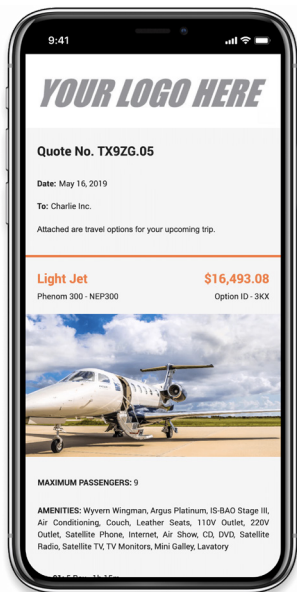 9:41
YOUR LOGO HERE
Quote No. TX9ZG.05
Date: May 16, 2019
To: Charlie Inc.
Attached are travel options for your upcoming trip.
Light Jet $16,493.08
Phenom 300 - NEP300 Option ID - 3KX
MAXIMUM PASSENGERS: 9
AMENITIES: Wyvern Wingman, Argus Platinum, IS-BAO Stage III,
Air Conditioning, Couch, Leather Seats, 110V Outlet, 220V
Outlet, Satellite Phone, Internet, Air Show, CD, DVD, Satellite
Radio, Satellite TV, TV Monitors, Mini Galley, Lavatory